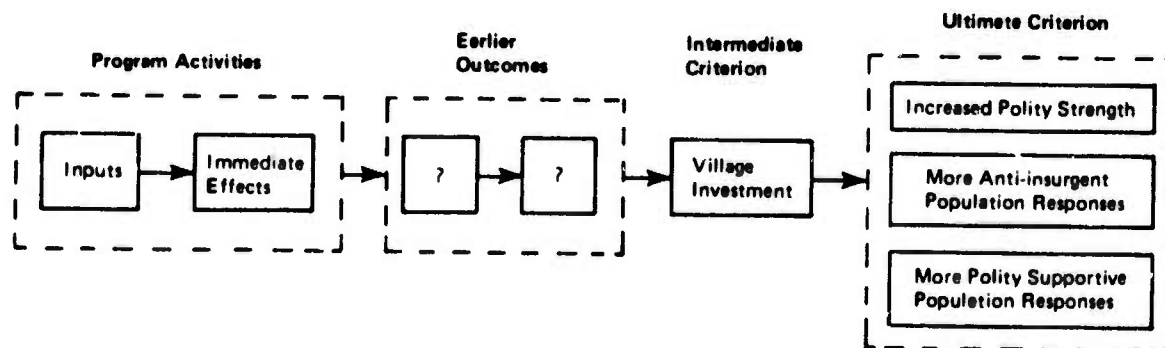 Ultimate Criterion
Program Activities
Earlier
Outcomes
Intermediate
Criterion
Inputs
Immediate
Effects
?
?
Village
Investment
Increased Polity Strength
More Anti-insurgent
Population Responses
More Polity Supportive
Population Responses